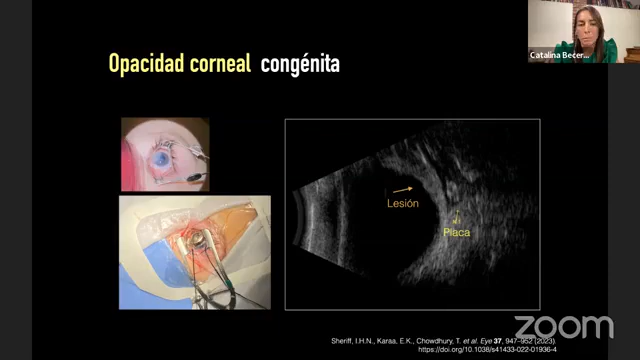 Catalina Becer...
Opacidad corneal congénita
Lesión
Placa
Sheriff, I.H.N., Karaa, E.K., Chowdhury, T. et al. Eye 37, 947–952 (2023).
https://doi.org/10.1038/s41433-022-01936-4
zoom